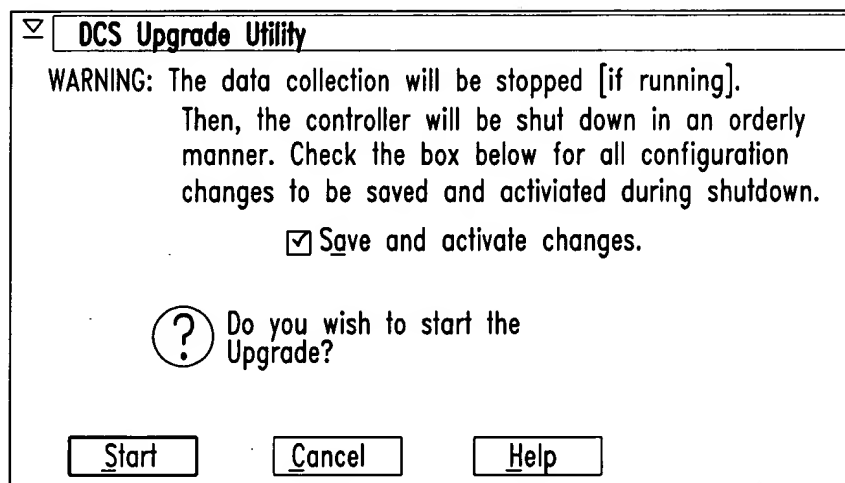 DCS Upgrade Utility
WARNING: The data collection will be stopped [if running].
Then, the controller will be shut down in an orderly
manner. Check the box below for all configuration
changes to be saved and activiated during shutdown.
Save and activate changes.
? Do you wish to start the
Upgrade?
Start Cancel Help